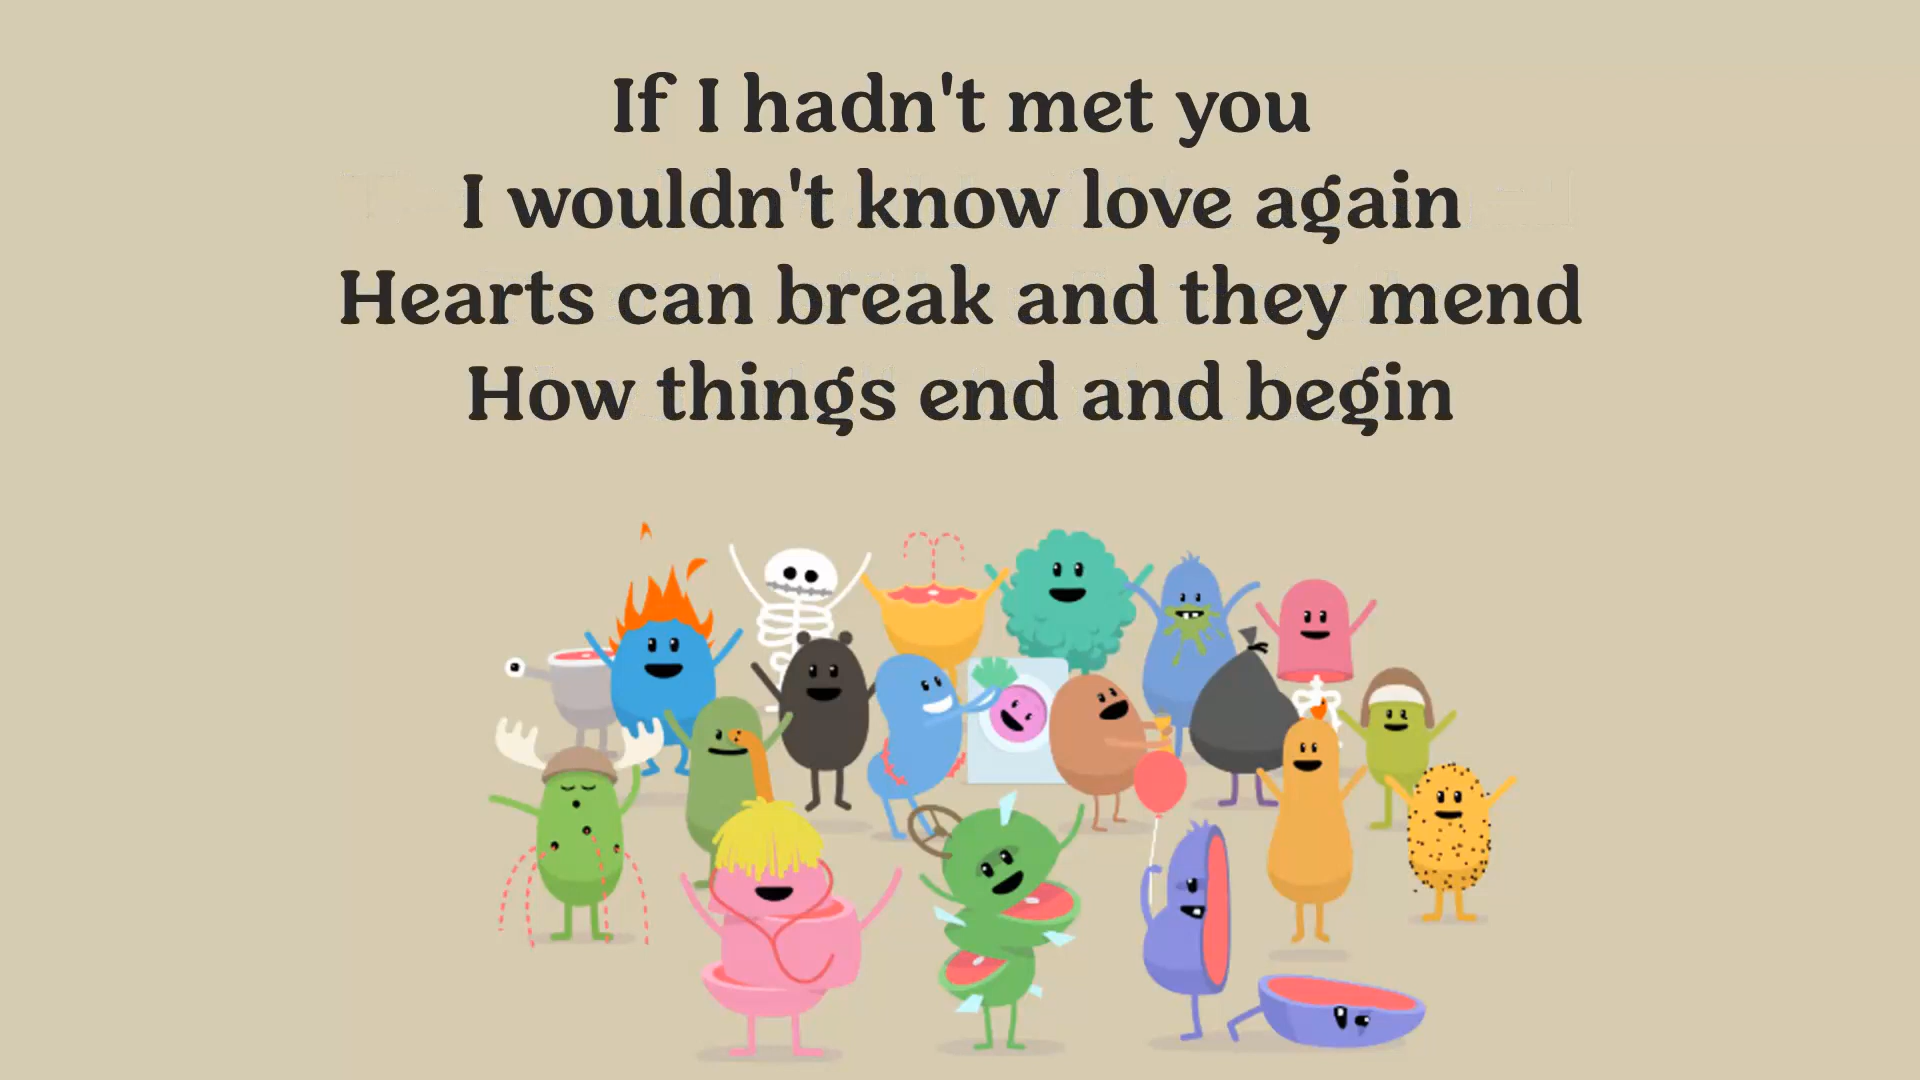 If I hadn't met you
I wouldn't know love again
Hearts can break and they mend
How things end and begin